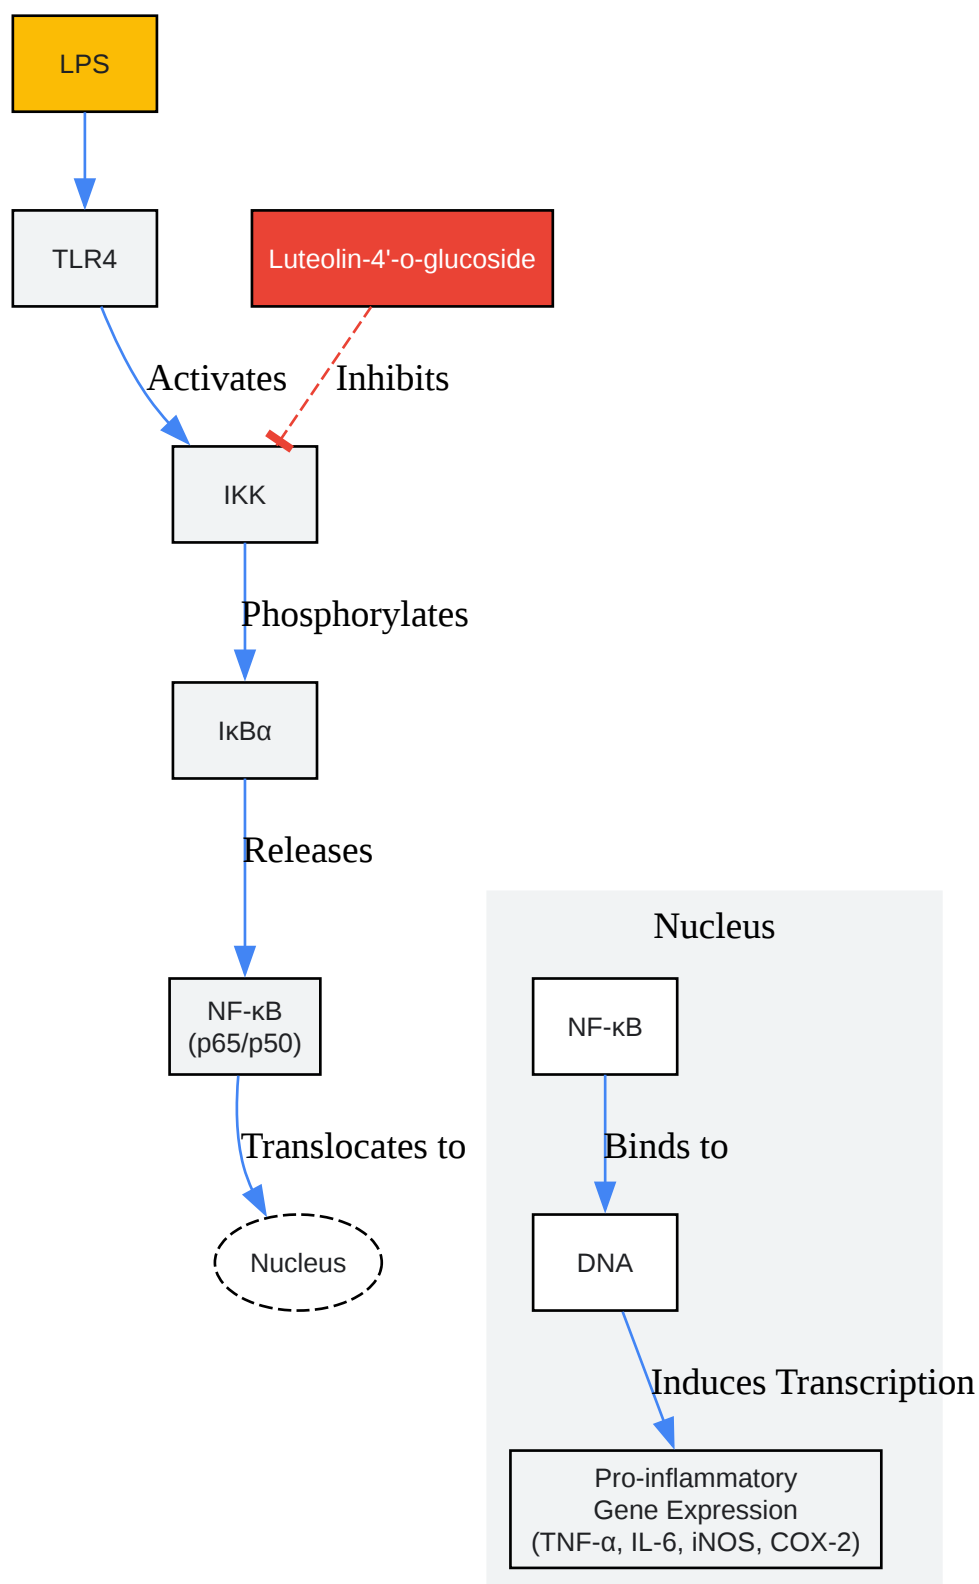 LPS
TLR4
Luteolin-4'-o-glucoside
Activates
Inhibits
IKK
Phosphorylates
IκBα
Releases
NF-κB
(p65/p50)
Translocates to
Nucleus
Nucleus
NF-κB
Binds to
DNA
Induces Transcription
Pro-inflammatory
Gene Expression
(TNF-α, IL-6, iNOS, COX-2)